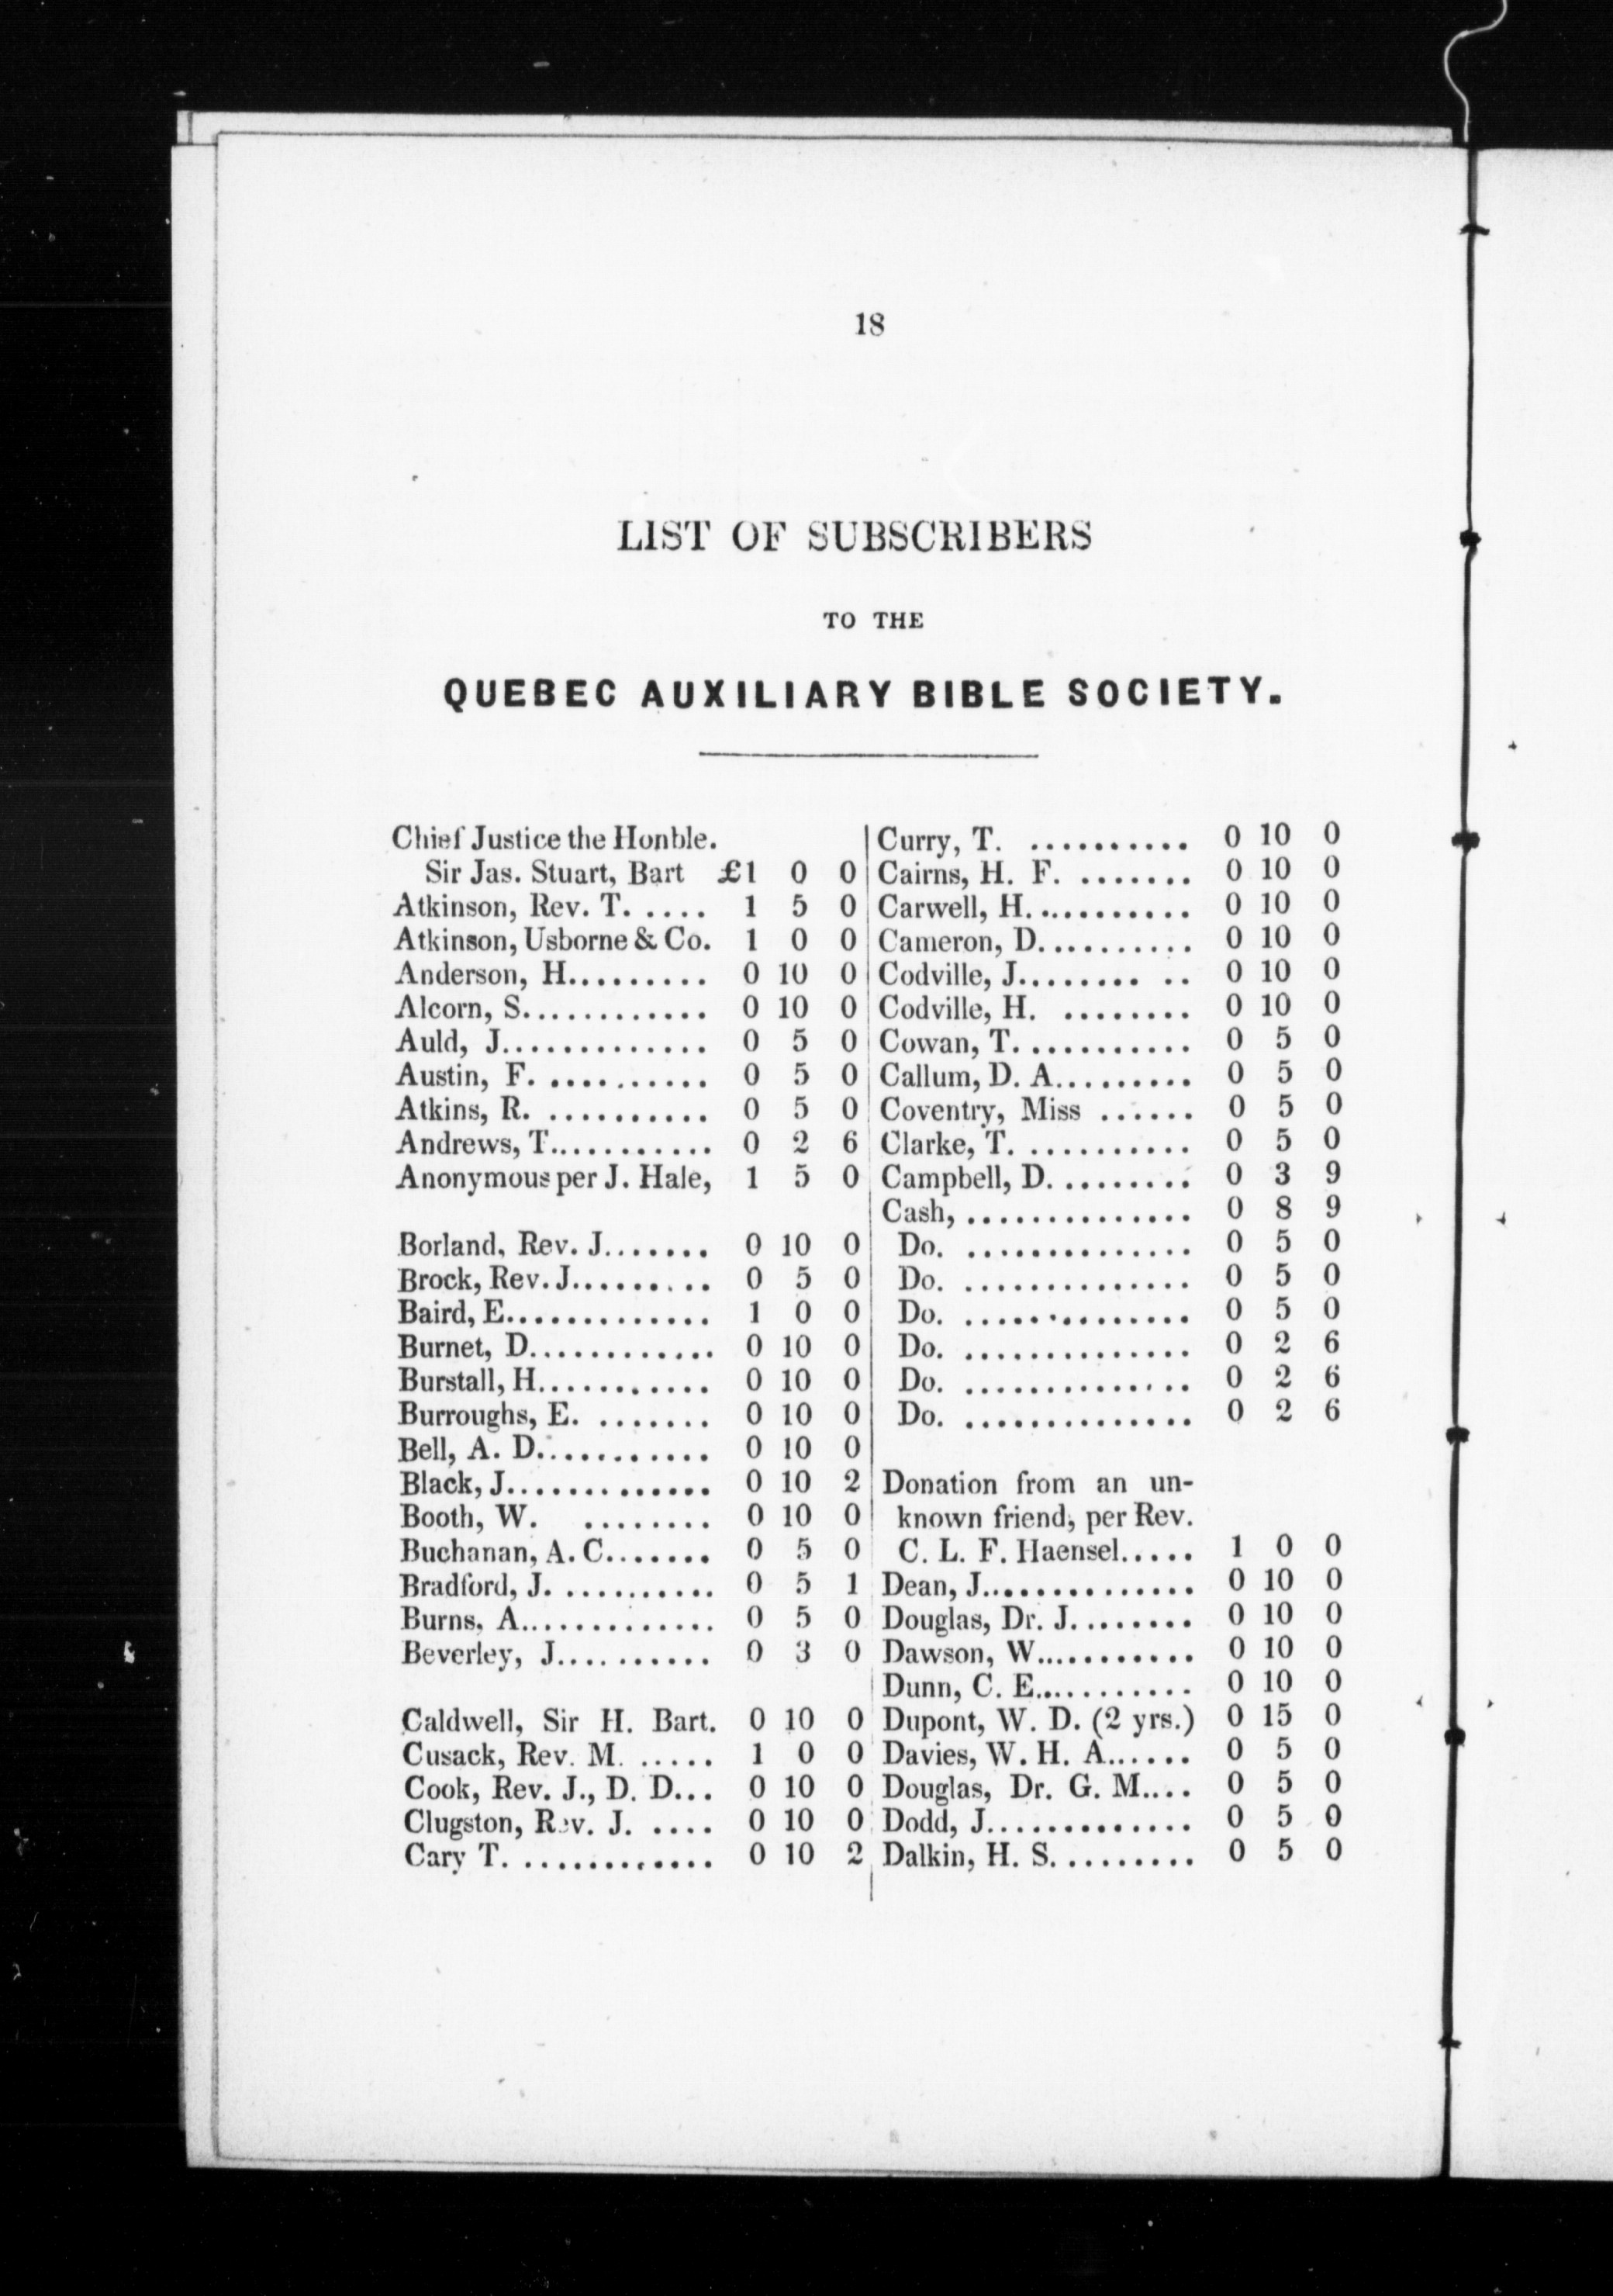 18
LIST OF SUBSCRIBERS
TO THE
QUEBEC AUXILIARY BIBLE SOCIETY.
Chief Justice the Honble.
Sir Jas. Stuart, Bart £1 0 0
Atkinson, Rev. T. .... 1 5 0
Atkinson, Usborne & Co. 1 0 0
Anderson, H......... 0 10 0
Alcorn, S............ 0 10 0
Auld, J.............. 0 5 0
Austin, F. ........... 0 5 0
Atkins, R. ........... 0 5 0
Andrews, T........... 0 2 6
Anonymous per J. Hale, 1 5 0
Borland, Rev. J....... 0 10 0
Brock, Rev. J......... 0 5 0
Baird, E............. 1 0 0
Burnet, D............ 0 10 0
Burstall, H........... 0 10 0
Burroughs, E. ....... 0 10 0
Bell, A. D............ 0 10 0
Black, J............. 0 10 2
Booth, W. ........ 0 10 0
Buchanan, A. C....... 0 5 0
Bradford, J. .......... 0 5 1
Burns, A............. 0 5 0
Beverley, J.......... 0 3 0
Caldwell, Sir H. Bart. 0 10 0
Cusack, Rev. M. ..... 1 0 0
Cook, Rev. J., D. D... 0 10 0
Clugston, Rev. J. .... 0 10 0
Cary T. ............. 0 10 2
Curry, T. .......... 0 10 0
Cairns, H. F. ....... 0 10 0
Carwell, H. .......... 0 10 0
Cameron, D.......... 0 10 0
Codville, J........ .. 0 10 0
Codville, H. ........ 0 10 0
Cowan, T. ........... 0 5 0
Callum, D. A......... 0 5 0
Coventry, Miss ...... 0 5 0
Clarke, T. ........... 0 5 0
Campbell, D. ........ 0 3 9
Cash, ............... 0 8 9
Do. ............... 0 5 0
Do. ............... 0 5 0
Do. ............... 0 5 0
Do. ............... 0 2 6
Do. ............... 0 2 6
Do. ............... 0 2 6
Donation from an un-
known friend, per Rev.
C. L. F. Haensel..... 1 0 0
Dean, J.............. 0 10 0
Douglas, Dr. J........ 0 10 0
Dawson, W........... 0 10 0
Dunn, C. E........... 0 10 0
Dupont, W. D. (2 yrs.) 0 15 0
Davies, W. H. A...... 0 5 0
Douglas, Dr. G. M.... 0 5 0
Dodd, J............. 0 5 0
Dalkin, H. S......... 0 5 0